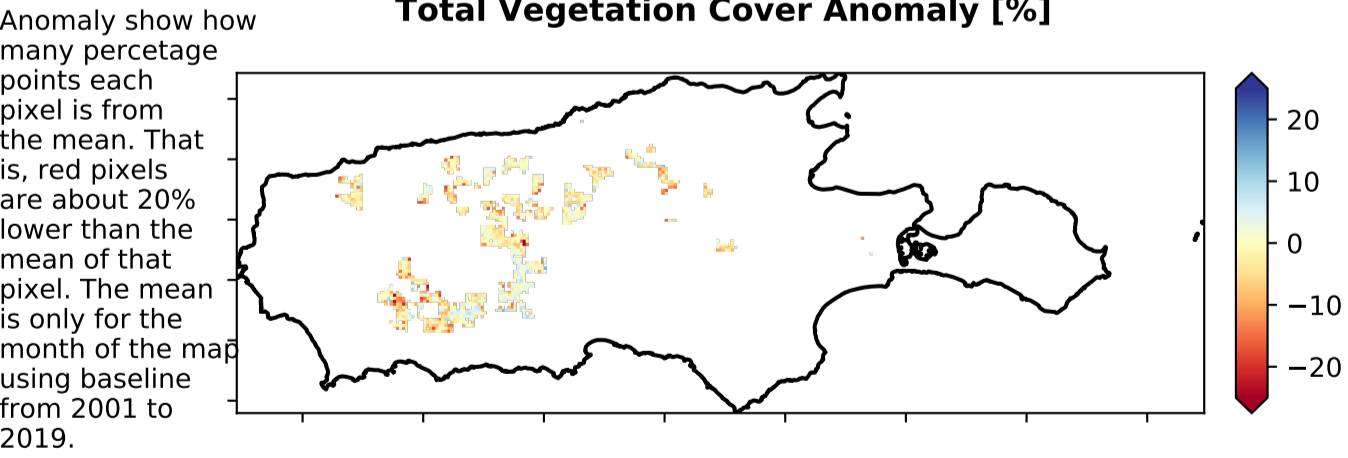 Total Vegetation Cover Anomaly [%]
Anomaly show how
many percetage
points each
pixel is from
the mean. That
is, red pixels
are about 20%
lower than the
mean of that
pixel. The mean
is only for the
month of the map
using baseline
from 2001 to
2019.
20
10
0
−10
−20